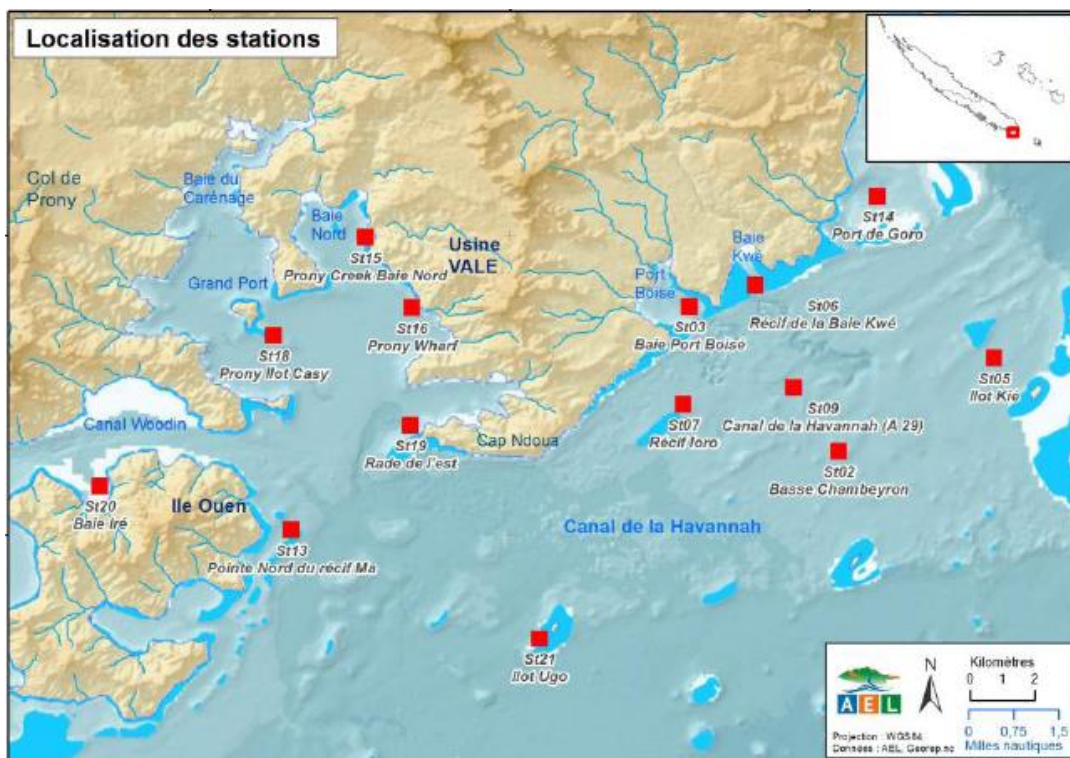 Localisation des stations
Col de
Prony
Baie du
Carénage
Baie
Nord
St15
Prony Creek Baie Nord
Usine
VALE
Grand Port
St16
Prony Wharf
St18
Prony Ilot Casy
Port
Boise
Baie
Kwé
St14
Port de Goro
St03
Baie Port Boise
St06
Récif de la Baie Kwé
St05
Ilot Kié
St09
Canal de la Havannah (A 29)
St07
Récif Ioro
St02
Basse Chambeyron
Canal Woodin
St19
Rade de l'est
Cap Ndoua
St20
Baie Iré
Ile Ouen
St13
Pointe Nord du récif Ma
Canal de la Havannah
St21
Ilot Ugo
AEL
N
Kilomètres
0 1 2
0 0,75 1,5
Milles nautiques
Projection : WGS84
Données : AEL, Georep.nc